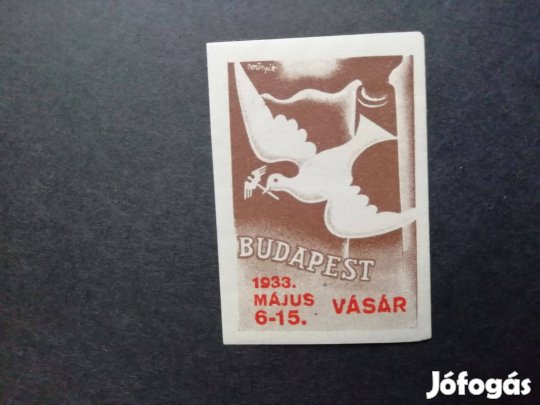 BUDAPEST
1933.
MÁJUS
6-15. VÁSÁR
Jófogás